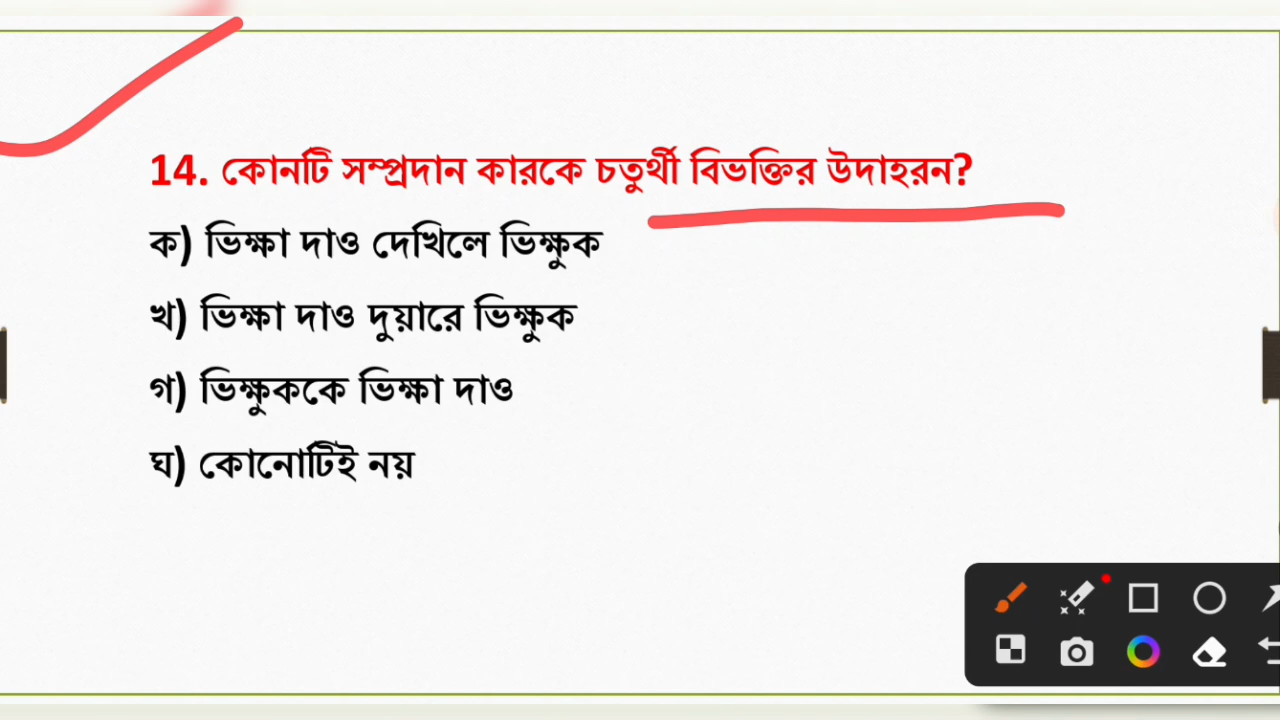 14. কোনটি সম্প্রদান কারকে চতুর্থী বিভক্তির উদাহরন?
ক) ভিক্ষা দাও দেখিলে ভিক্ষুক
খ) ভিক্ষা দাও দুয়ারে ভিক্ষুক
গ) ভিক্ষুককে ভিক্ষা দাও
ঘ) কোনোটিই নয়